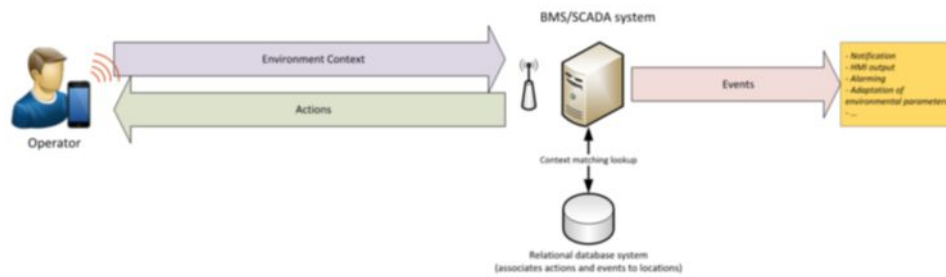 BMS/SCADA system
Environment Context
Actions
Operator
Events
- Notification
- HMI output
- Alarming
- Adaptation of
environmental parameters
- ...
Context matching lookup
Relational database system
(associates actions and events to locations)